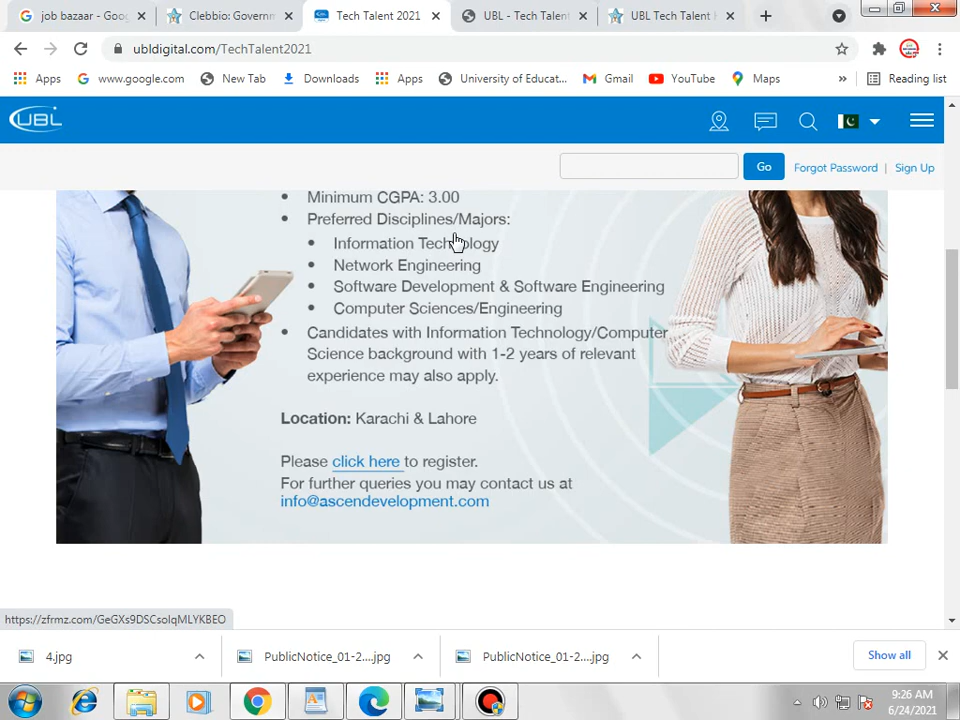 job bazaar - Goo
Clebbio: Governm
Tech Talent 2021
UBL - Tech Talent
UBL Tech Talent H
ubldigital.com/TechTalent2021
Apps
www.google.com
New Tab
Downloads
Apps
University of Educat...
Gmail
YouTube
Maps
»
Reading list
UBL
Go
Forgot Password | Sign Up
• Minimum CGPA: 3.00
• Preferred Disciplines/Majors:
• Information Technology
• Network Engineering
• Software Development & Software Engineering
• Computer Sciences/Engineering
• Candidates with Information Technology/Computer
Science background with 1-2 years of relevant
experience may also apply.
Location: Karachi & Lahore
Please click here to register.
For further queries you may contact us at
info@ascendevelopment.com
https://zfrmz.com/GeGXs9DSCsolqMLYKBEO
4.jpg
PublicNotice_01-2....jpg
PublicNotice_01-2....jpg
Show all
9:26 AM
6/24/2021